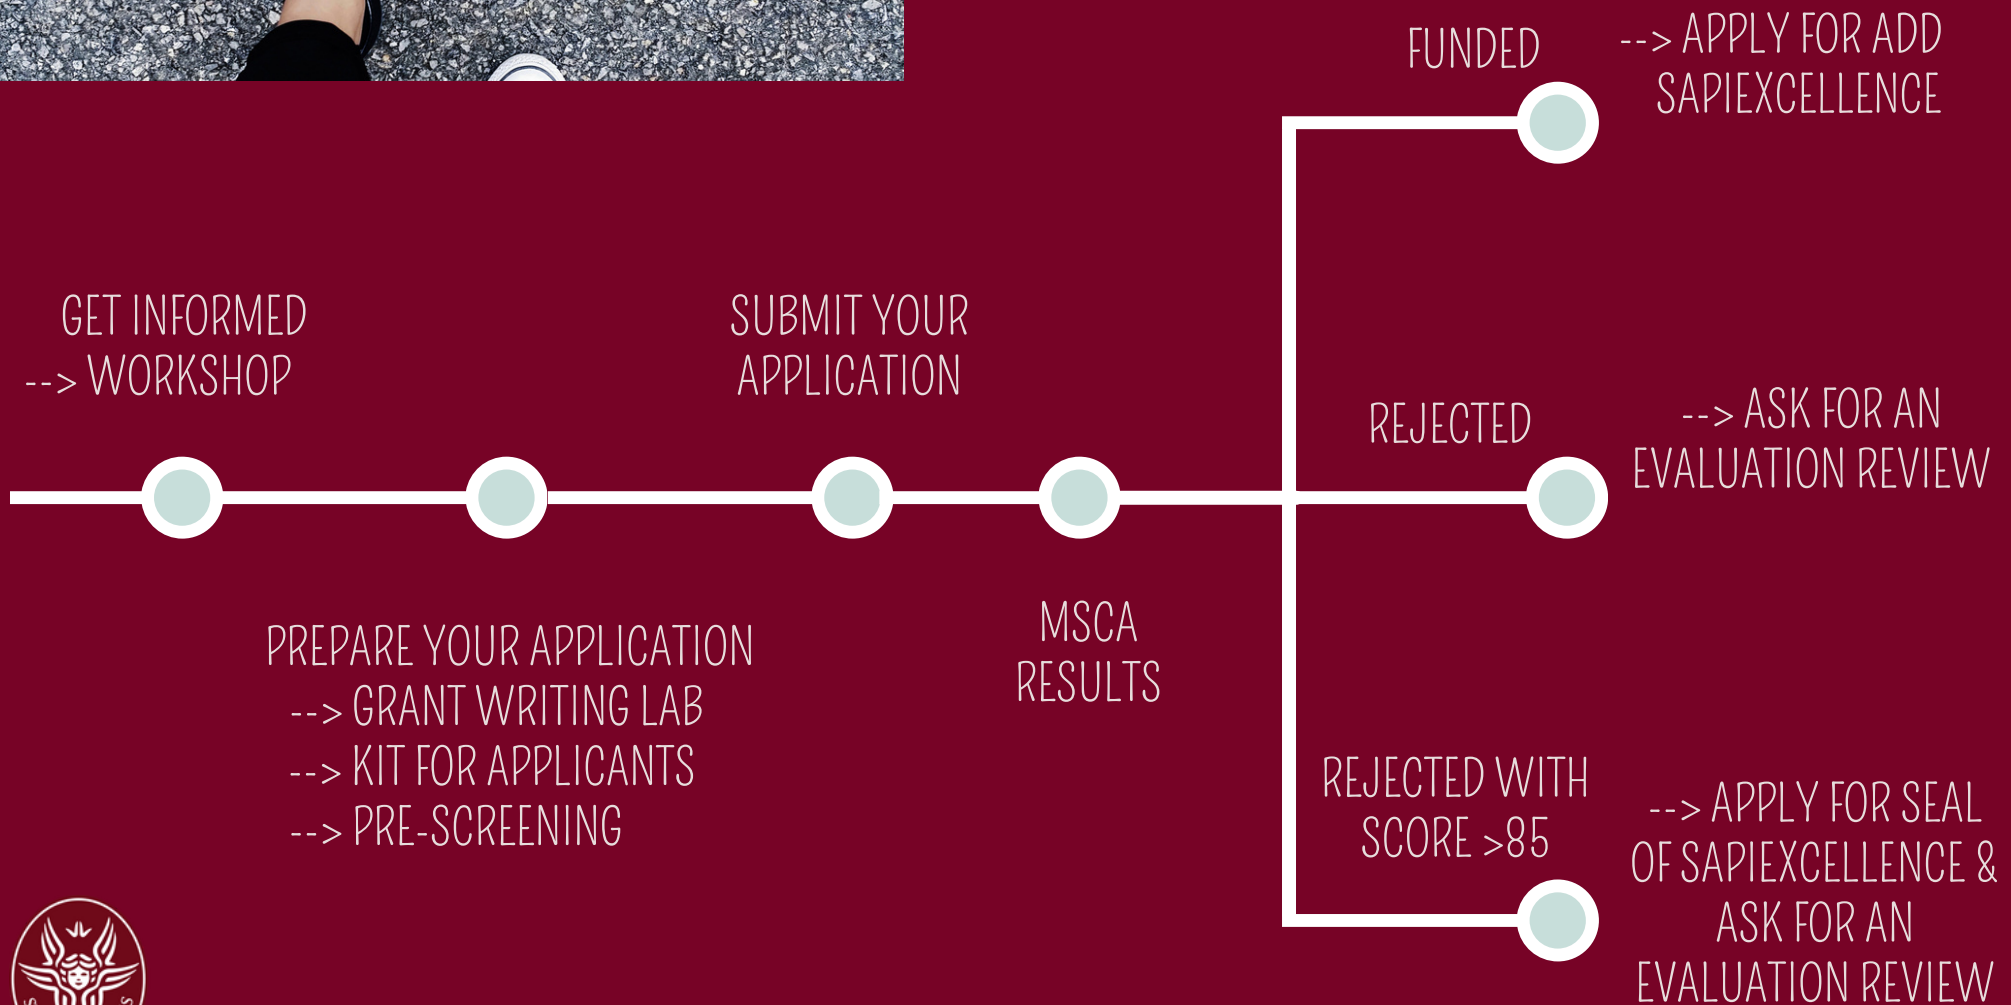 GET INFORMED
--> WORKSHOP
PREPARE YOUR APPLICATION
--> GRANT WRITING LAB
--> KIT FOR APPLICANTS
--> PRE-SCREENING
SUBMIT YOUR
APPLICATION
MSCA
RESULTS
FUNDED
--> APPLY FOR ADD
SAPIEXCELLENCE
REJECTED
--> ASK FOR AN
EVALUATION REVIEW
REJECTED WITH
SCORE >85
--> APPLY FOR SEAL
OF SAPIEXCELLENCE &
ASK FOR AN
EVALUATION REVIEW